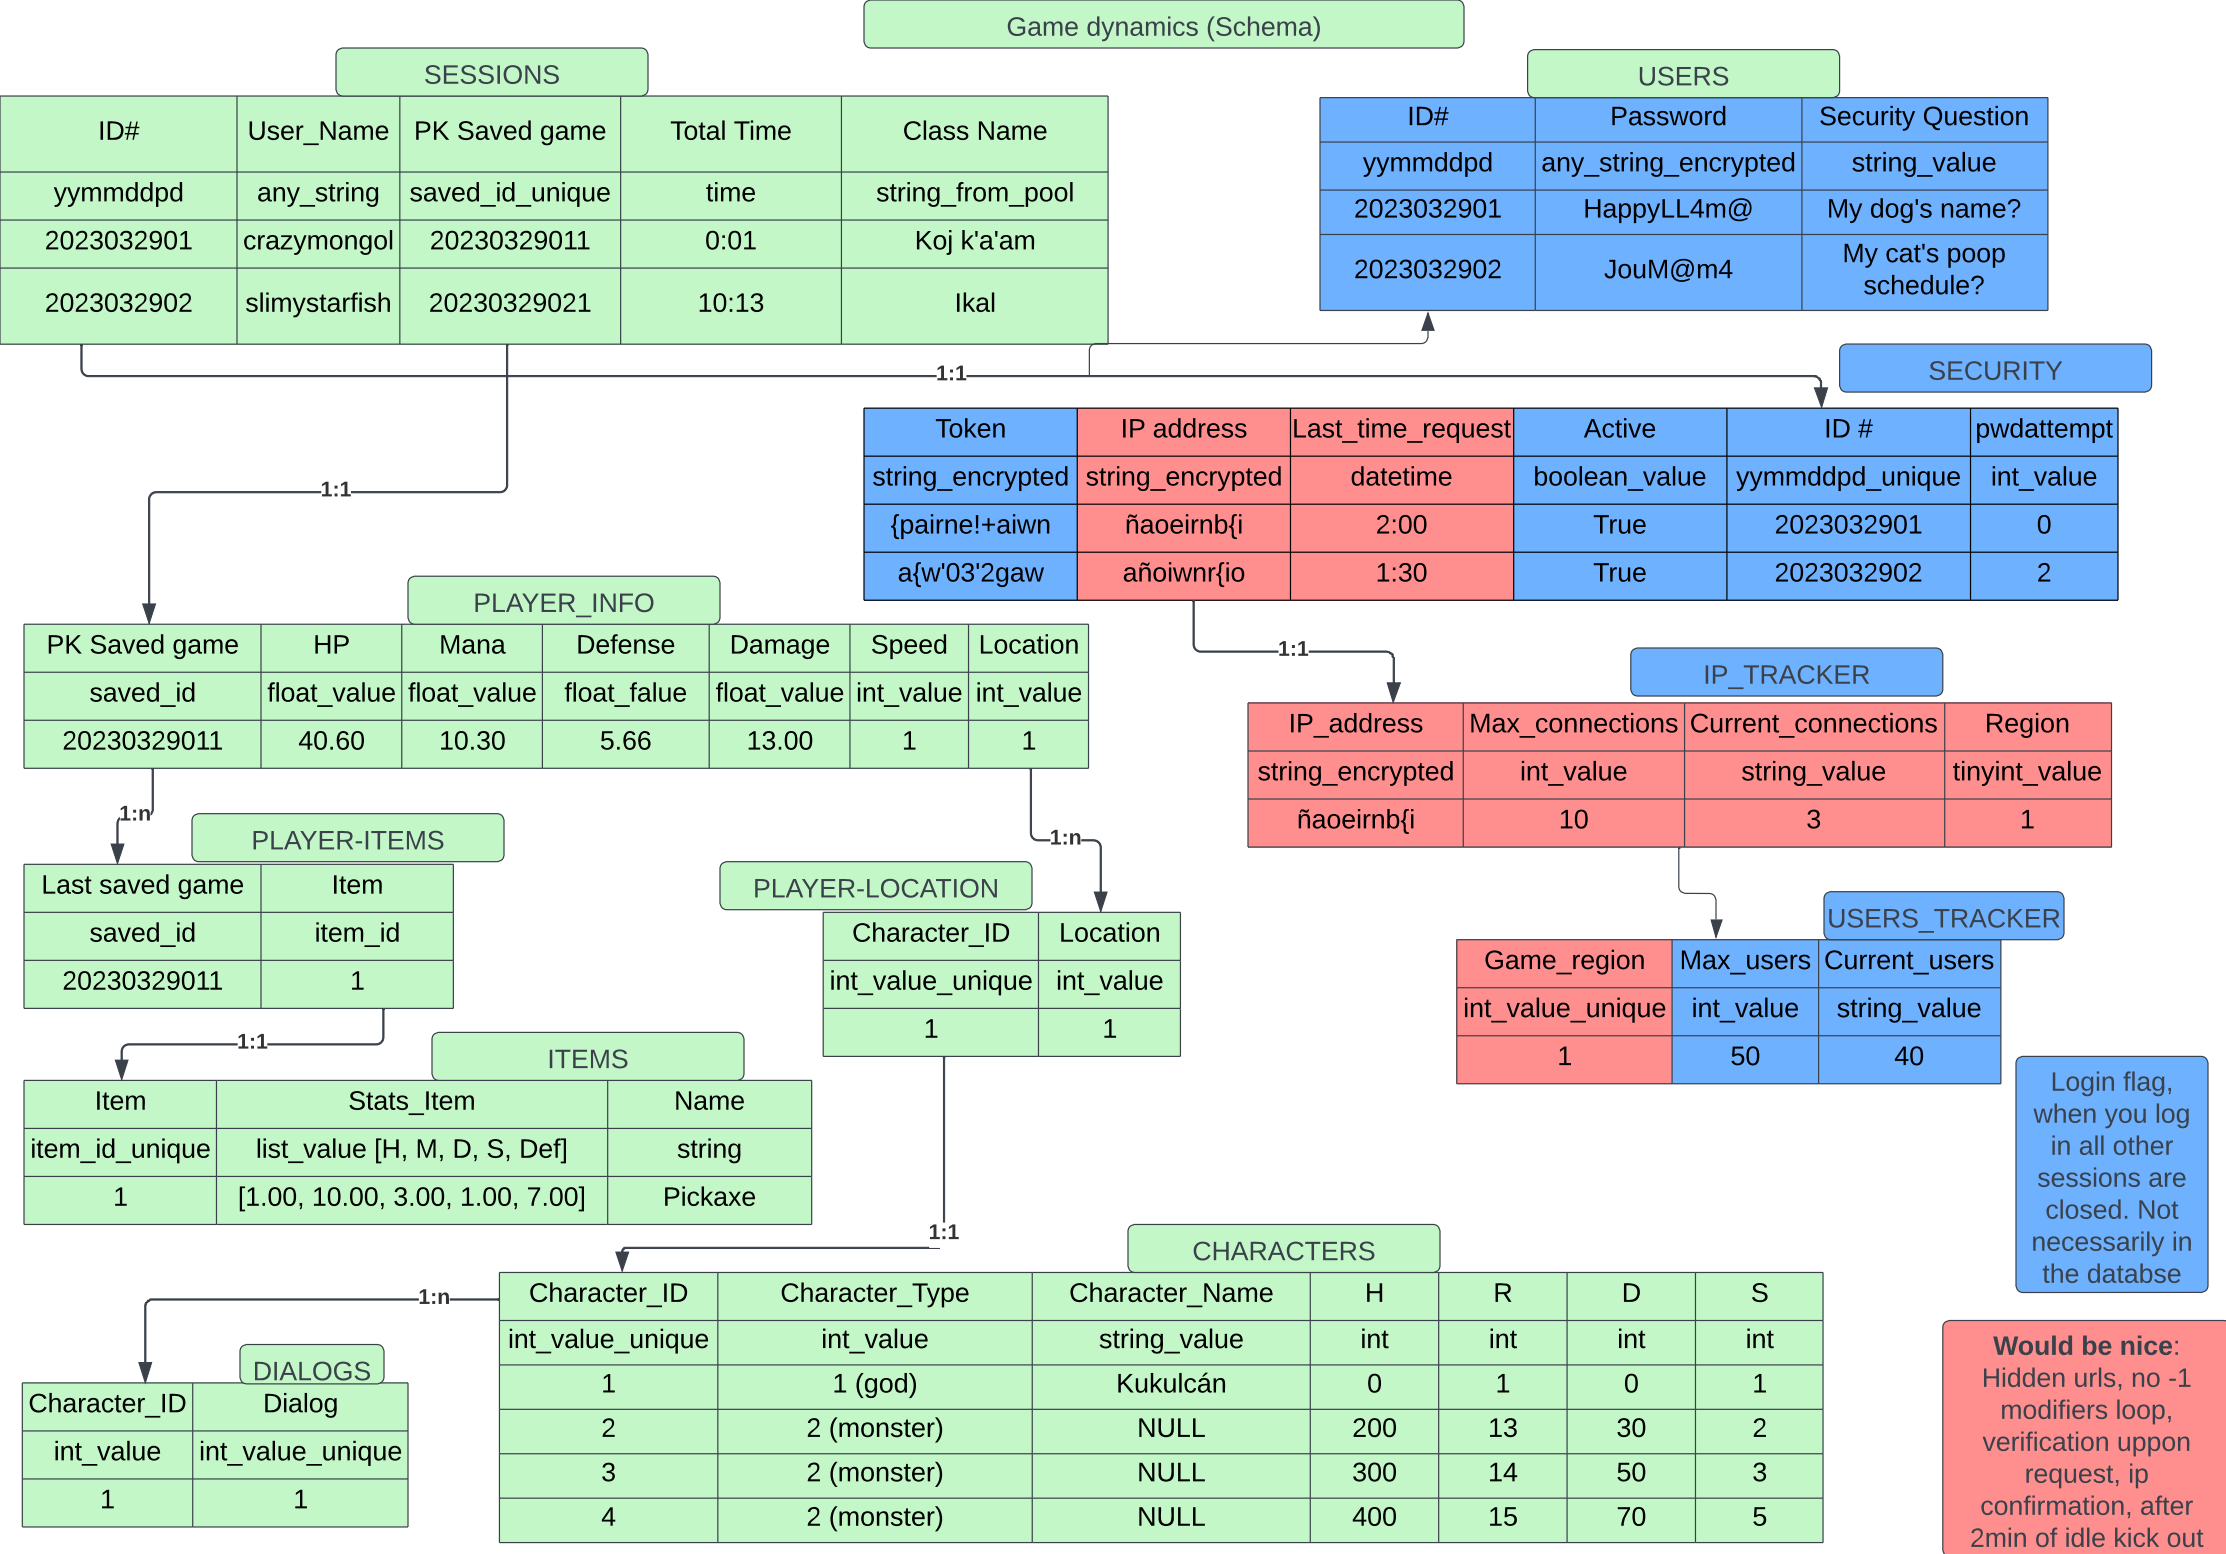 Game dynamics (Schema)
SESSIONS
ID# User_Name PK Saved game Total Time Class Name
yymmddpd any_string saved_id_unique time string_from_pool
2023032901 crazymongol 20230329011 0:01 Koj k'a'am
2023032902 slimystarfish 20230329021 10:13 Ikal
USERS
ID# Password Security Question
yymmddpd any_string_encrypted string_value
2023032901 HappyLL4m@ My dog's name?
2023032902 JouM@m4 My cat's poop
schedule?
1:1
SECURITY
Token IP address Last_time_request Active ID # pwdattempt
string_encrypted string_encrypted datetime boolean_value yymmddpd_unique int_value
{pairne!+aiwn ñaoeirnb{i 2:00 True 2023032901 0
a{w'03'2gaw añoiwnr{io 1:30 True 2023032902 2
1:1
PLAYER_INFO
PK Saved game HP Mana Defense Damage Speed Location
saved_id float_value float_value float_falue float_value int_value int_value
20230329011 40.60 10.30 5.66 13.00 1 1
1:1
IP_TRACKER
IP_address Max_connections Current_connections Region
string_encrypted int_value string_value tinyint_value
ñaoeirnb{i 10 3 1
1:n
PLAYER-ITEMS
Last saved game Item
saved_id item_id
20230329011 1
1:n
PLAYER-LOCATION
Character_ID Location
int_value_unique int_value
1 1
USERS_TRACKER
Game_region Max_users Current_users
int_value_unique int_value string_value
1 50 40
1:1
ITEMS
Item Stats_Item Name
item_id_unique list_value [H, M, D, S, Def] string
1 [1.00, 10.00, 3.00, 1.00, 7.00] Pickaxe
Login flag,
when you log
in all other
sessions are
closed. Not
necessarily in
the databse
1:1
CHARACTERS
Character_ID Character_Type Character_Name H R D S
int_value_unique int_value string_value int int int int
1 1 (god) Kukulcán 0 1 0 1
2 2 (monster) NULL 200 13 30 2
3 2 (monster) NULL 300 14 50 3
4 2 (monster) NULL 400 15 70 5
1:n
DIALOGS
Character_ID Dialog
int_value int_value_unique
1 1
Would be nice:
Hidden urls, no -1
modifiers loop,
verification uppon
request, ip
confirmation, after
2min of idle kick out